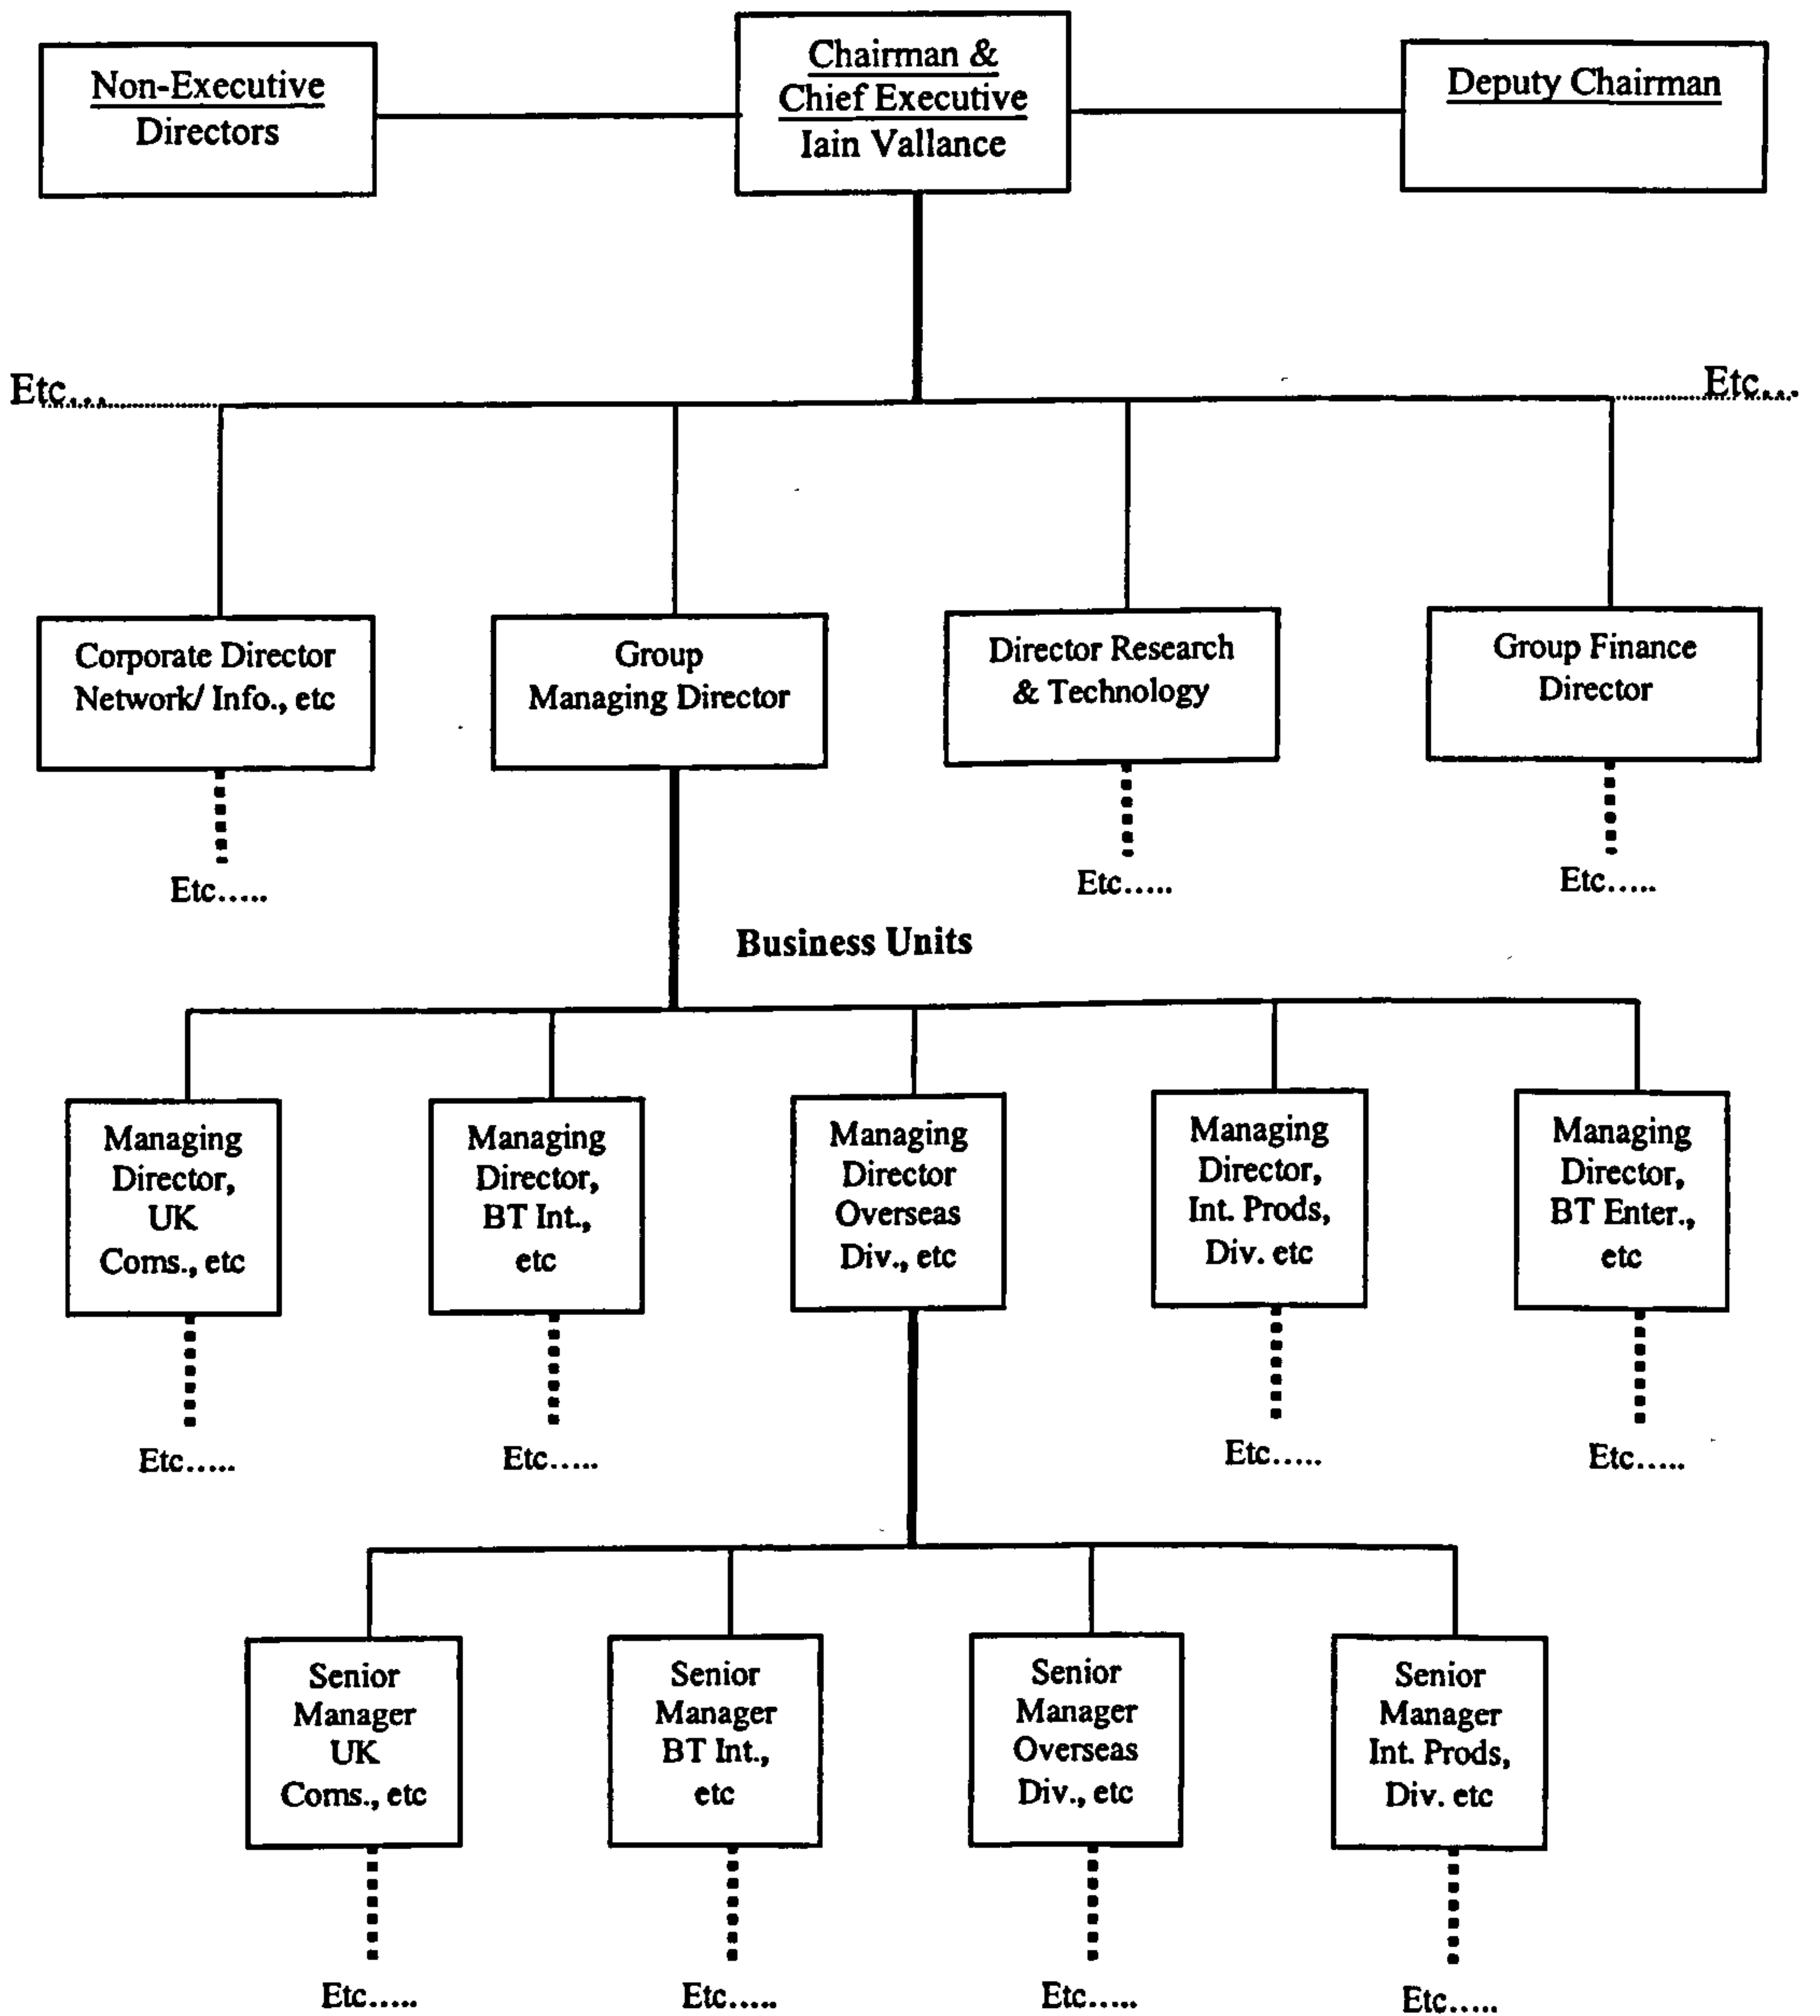 Non-Executive
Directors
Chairman &
Chief Executive
Iain Vallance
Deputy Chairman
Etc...
Etc...
Corporate Director
Network/ Info., etc
Group
Managing Director
Director Research
& Technology
Group Finance
Director
Etc.....
Etc.....
Etc.....
Business Units
Managing
Director,
UK
Coms., etc
Managing
Director,
BT Int.,
etc
Managing
Director
Overseas
Div., etc
Managing
Director,
Int. Prods,
Div. etc
Managing
Director,
BT Enter.,
etc
Etc.....
Etc.....
Etc.....
Etc.....
Senior
Manager
UK
Coms., etc
Senior
Manager
BT Int.,
etc
Senior
Manager
Overseas
Div., etc
Senior
Manager
Int. Prods,
Div. etc
Etc.....
Etc.....
Etc.....
Etc.....